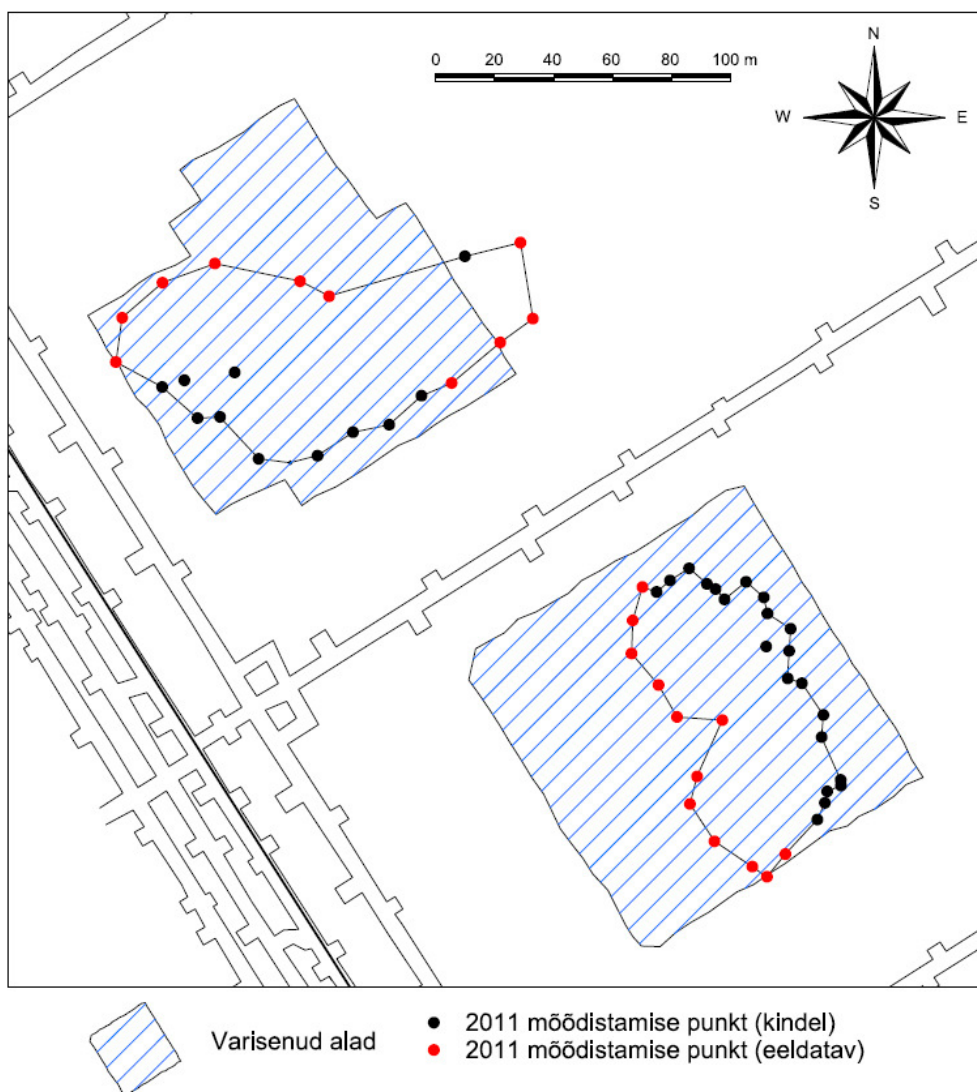 0 20 40 60 80 100 m
N
W E
S
Varisenud alad
2011 mõõdistamise punkt (kindel)
2011 mõõdistamise punkt (eeldatav)